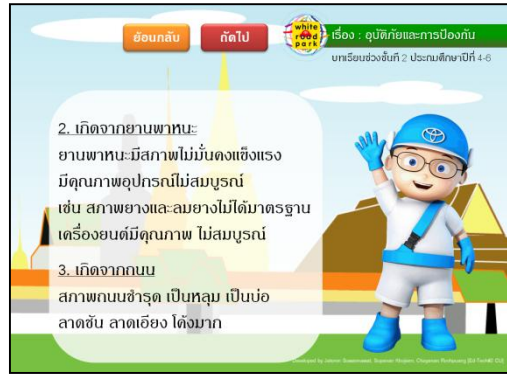 ย้อนกลับ
ถัดไป
white
road
park
เรื่อง : อุบัติภัยและการป้องกัน
บทเรียนช่วงชั้นที่ 2 ประถมศึกษาปีที่ 4-6
2. เกิดจากยานพาหนะ
ยานพาหนะมีสภาพไม่มั่นคงแข็งแรง
มีคุณภาพอุปกรณ์ไม่สมบูรณ์
เช่น สภาพยางและลมยางไม่ได้มาตรฐาน
เครื่องยนต์มีคุณภาพ ไม่สมบูรณ์
3. เกิดจากถนน
สภาพถนนชำรุด เป็นหลุม เป็นบ่อ
ลาดชัน ลาดเอียง โค้งมาก